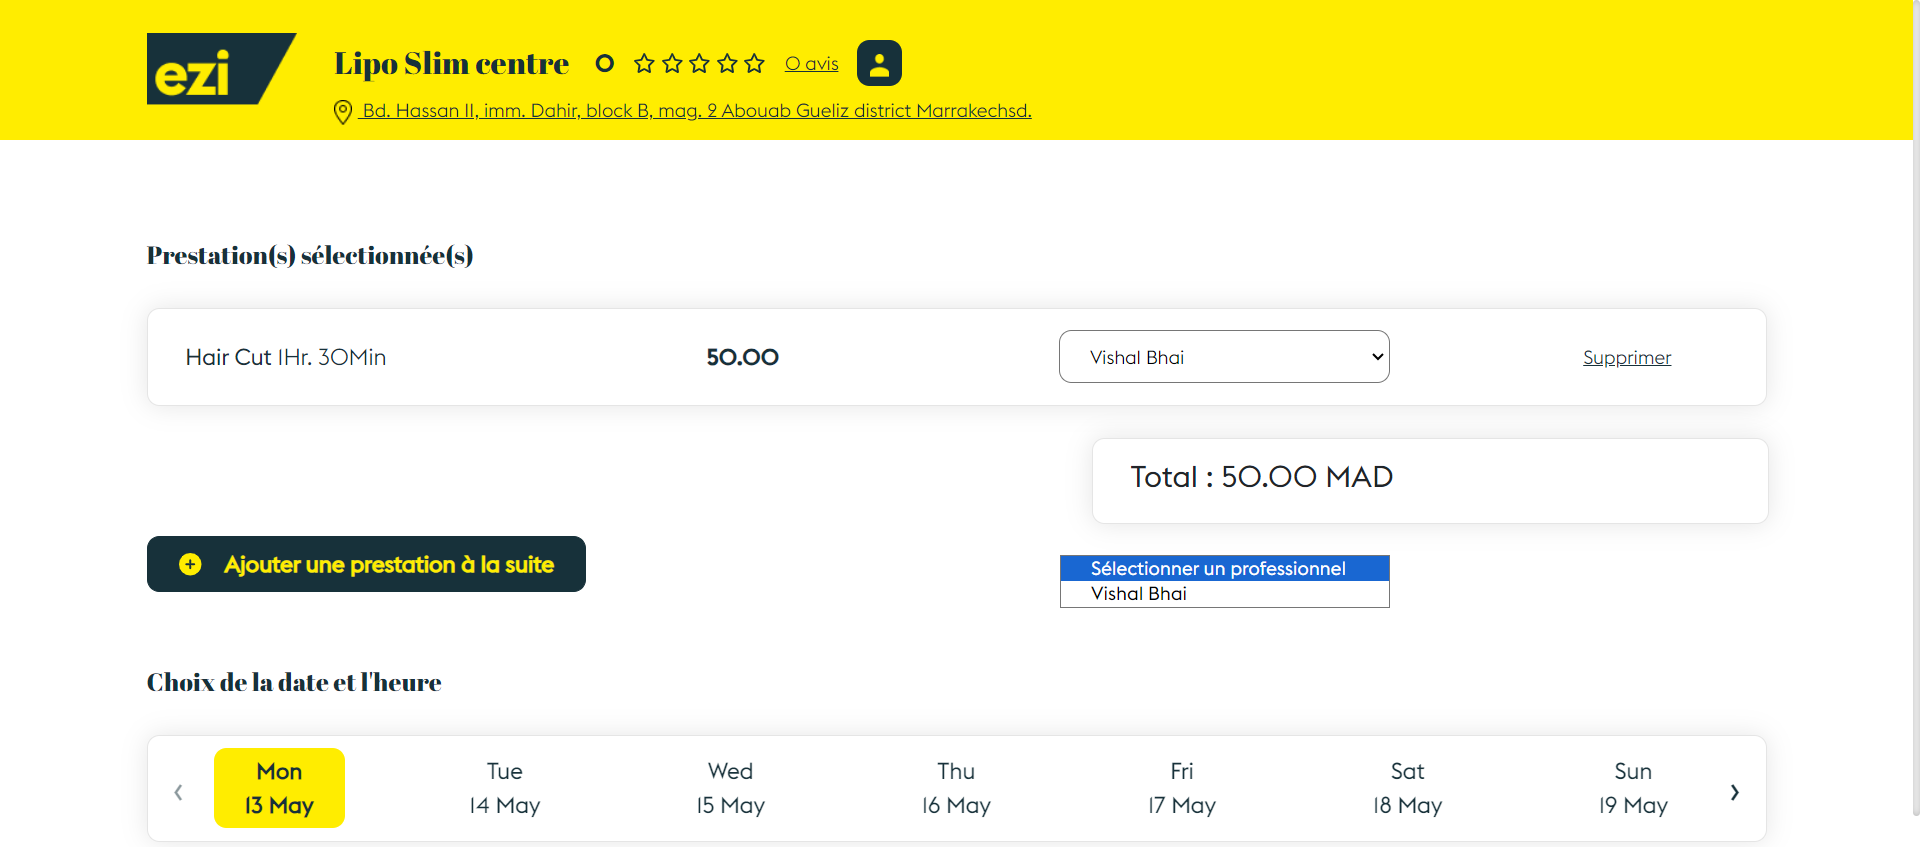 ezi
Lipo Slim centre 0 0 avis
Bd. Hassan II, imm. Dahir, block B, mag. 2 Abouab Gueliz district Marrakechsd.
Prestation(s) sélectionnée(s)
Hair Cut 1Hr. 30Min 50.00 Vishal Bhai Supprimer
Total : 50.00 MAD
Ajouter une prestation à la suite
Sélectionner un professionnel
Vishal Bhai
Choix de la date et l'heure
Mon Tue Wed Thu Fri Sat Sun
13 May 14 May 15 May 16 May 17 May 18 May 19 May